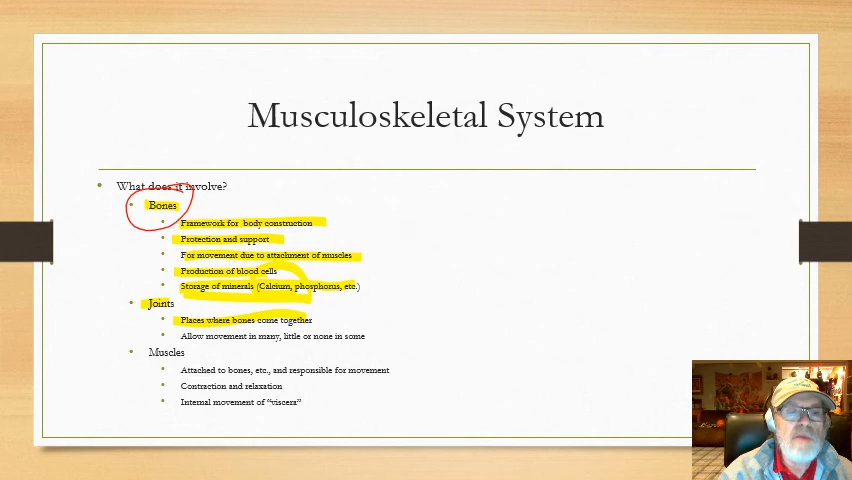 Musculoskeletal System
• What does it involve?
• Bones
• Framework for body construction
• Protection and support
• For movement due to attachment of muscles
• Production of blood cells
• Storage of minerals (Calcium, phosphorus, etc.)
• Joints
• Places where bones come together
• Allow movement in many, little or none in some
• Muscles
• Attached to bones, etc., and responsible for movement
• Contraction and relaxation
• Internal movement of “viscera”